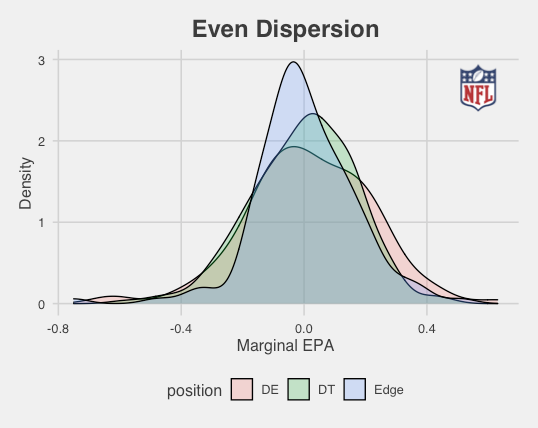 Even Dispersion
NFL
3
2
1
0
Density
-0.8 -0.4 0.0 0.4
Marginal EPA
position DE DT Edge